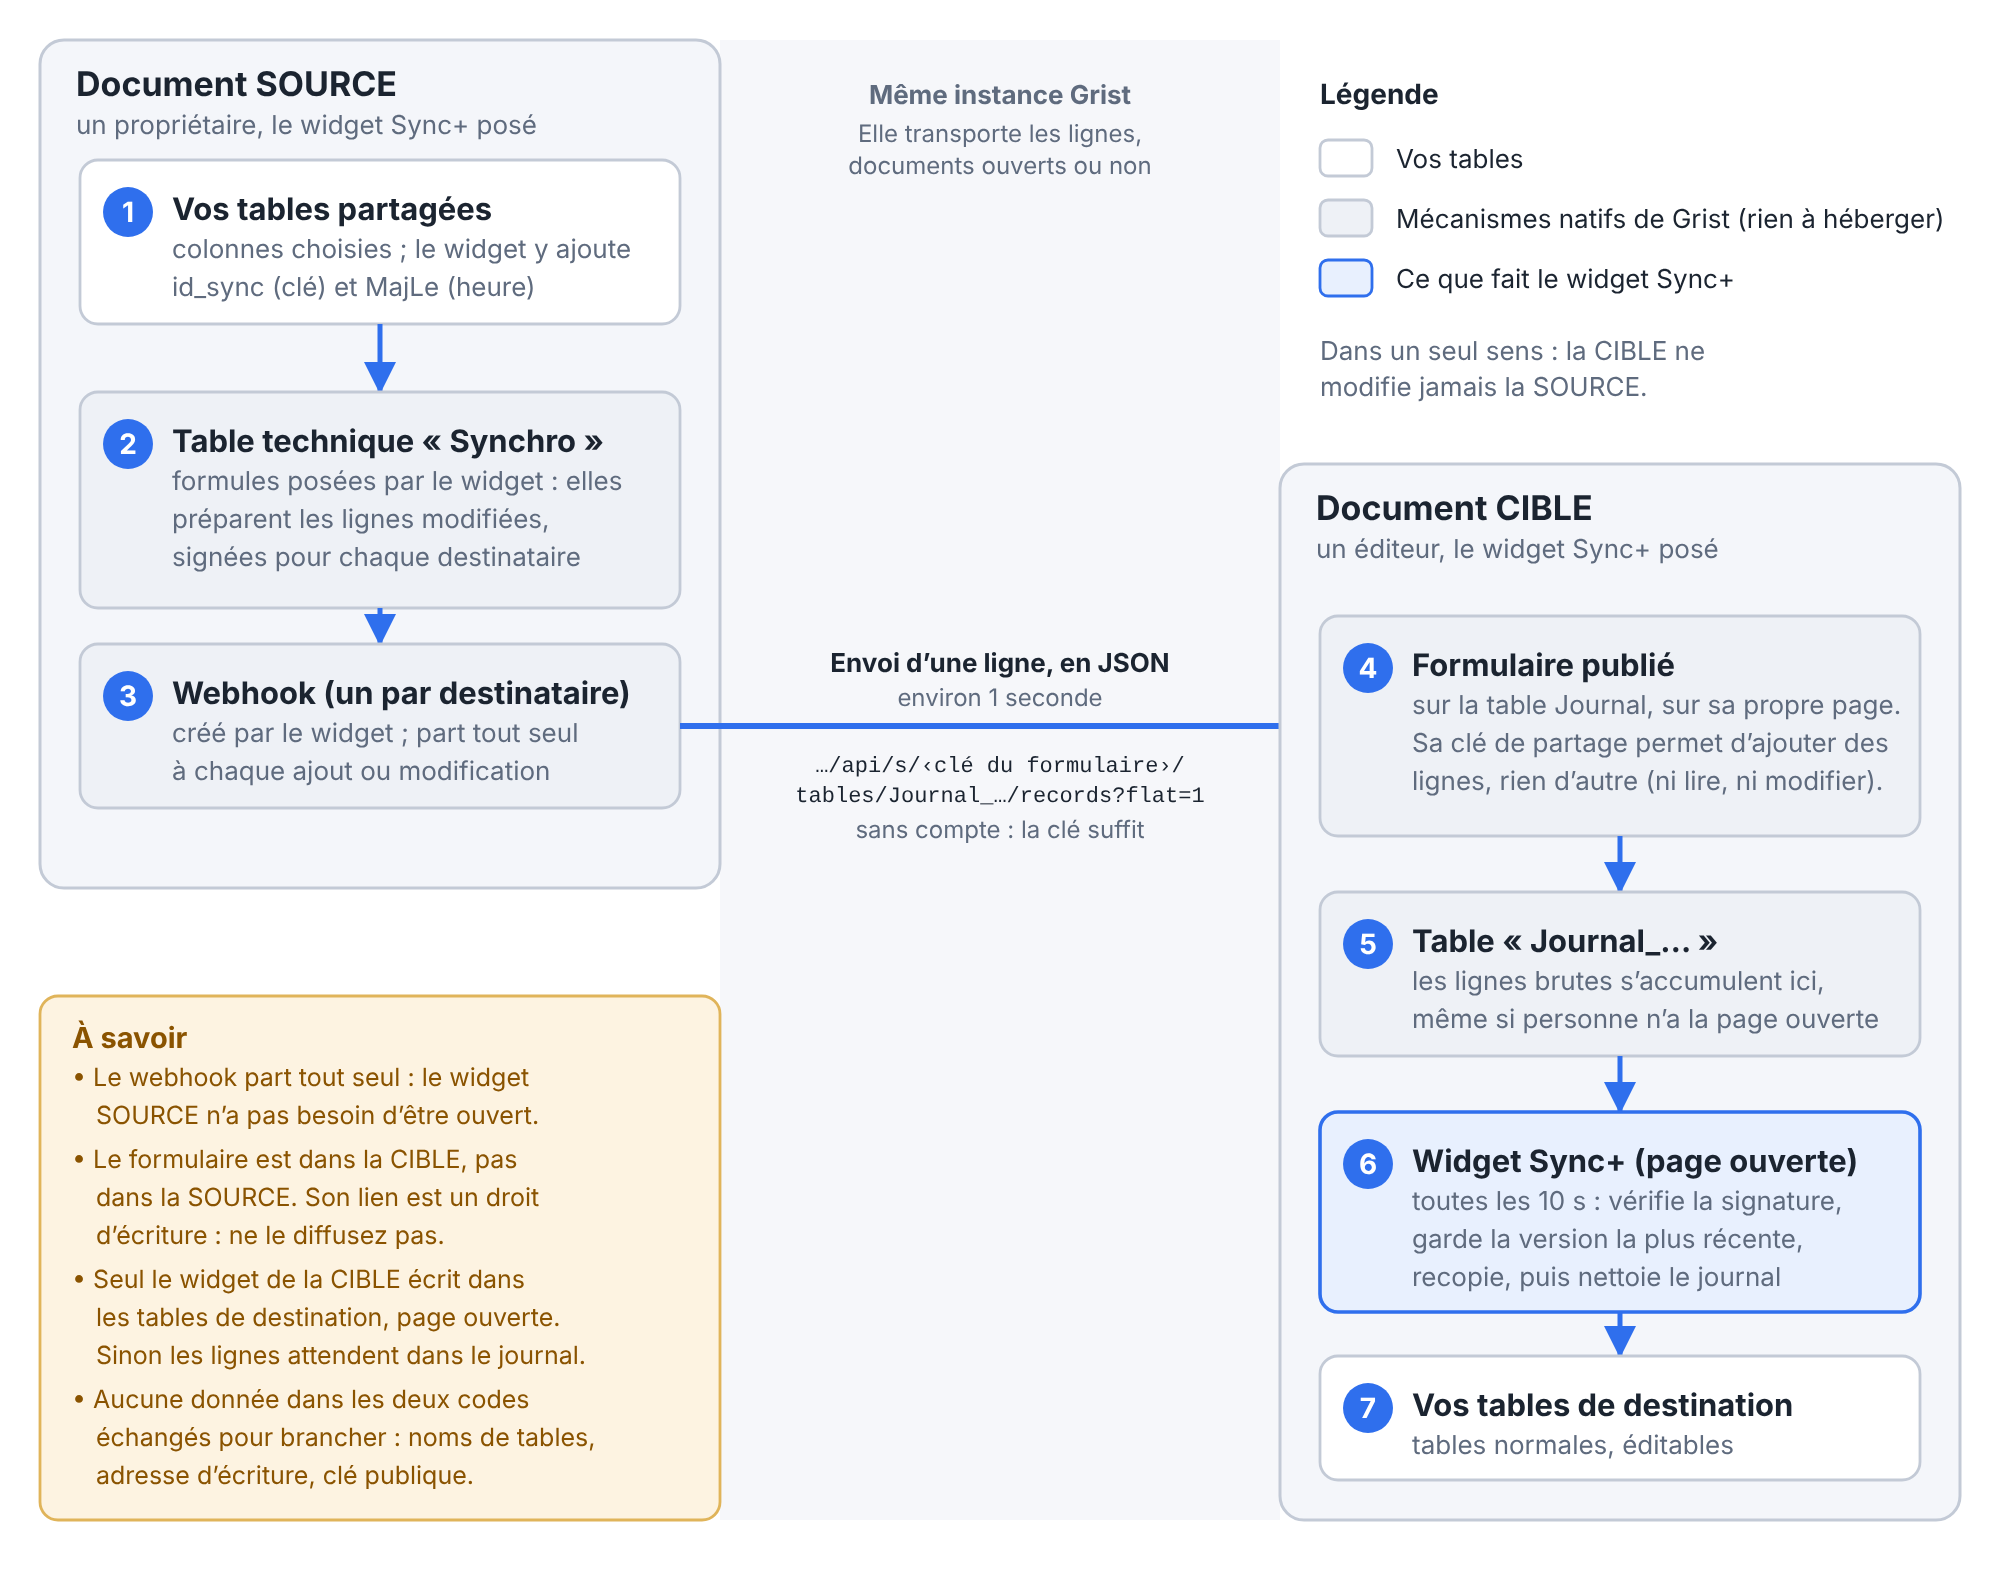 Document SOURCE
un propriétaire, le widget Sync+ posé
1
Vos tables partagées
colonnes choisies ; le widget y ajoute
id_sync (clé) et MajLe (heure)
2
Table technique « Synchro »
formules posées par le widget : elles
préparent les lignes modifiées,
signées pour chaque destinataire
3
Webhook (un par destinataire)
créé par le widget ; part tout seul
à chaque ajout ou modification
Même instance Grist
Elle transporte les lignes,
documents ouverts ou non
Envoi d’une ligne, en JSON
environ 1 seconde
…/api/s/‹clé du formulaire›/
tables/Journal_…/records?flat=1
sans compte : la clé suffit
Légende
Vos tables
Mécanismes natifs de Grist (rien à héberger)
Ce que fait le widget Sync+
Dans un seul sens : la CIBLE ne
modifie jamais la SOURCE.
Document CIBLE
un éditeur, le widget Sync+ posé
4
Formulaire publié
sur la table Journal, sur sa propre page.
Sa clé de partage permet d’ajouter des
lignes, rien d’autre (ni lire, ni modifier).
5
Table « Journal_… »
les lignes brutes s’accumulent ici,
même si personne n’a la page ouverte
6
Widget Sync+ (page ouverte)
toutes les 10 s : vérifie la signature,
garde la version la plus récente,
recopie, puis nettoie le journal
7
Vos tables de destination
tables normales, éditables
À savoir
• Le webhook part tout seul : le widget
SOURCE n’a pas besoin d’être ouvert.
• Le formulaire est dans la CIBLE, pas
dans la SOURCE. Son lien est un droit
d’écriture : ne le diffusez pas.
• Seul le widget de la CIBLE écrit dans
les tables de destination, page ouverte.
Sinon les lignes attendent dans le journal.
• Aucune donnée dans les deux codes
échangés pour brancher : noms de tables,
adresse d’écriture, clé publique.